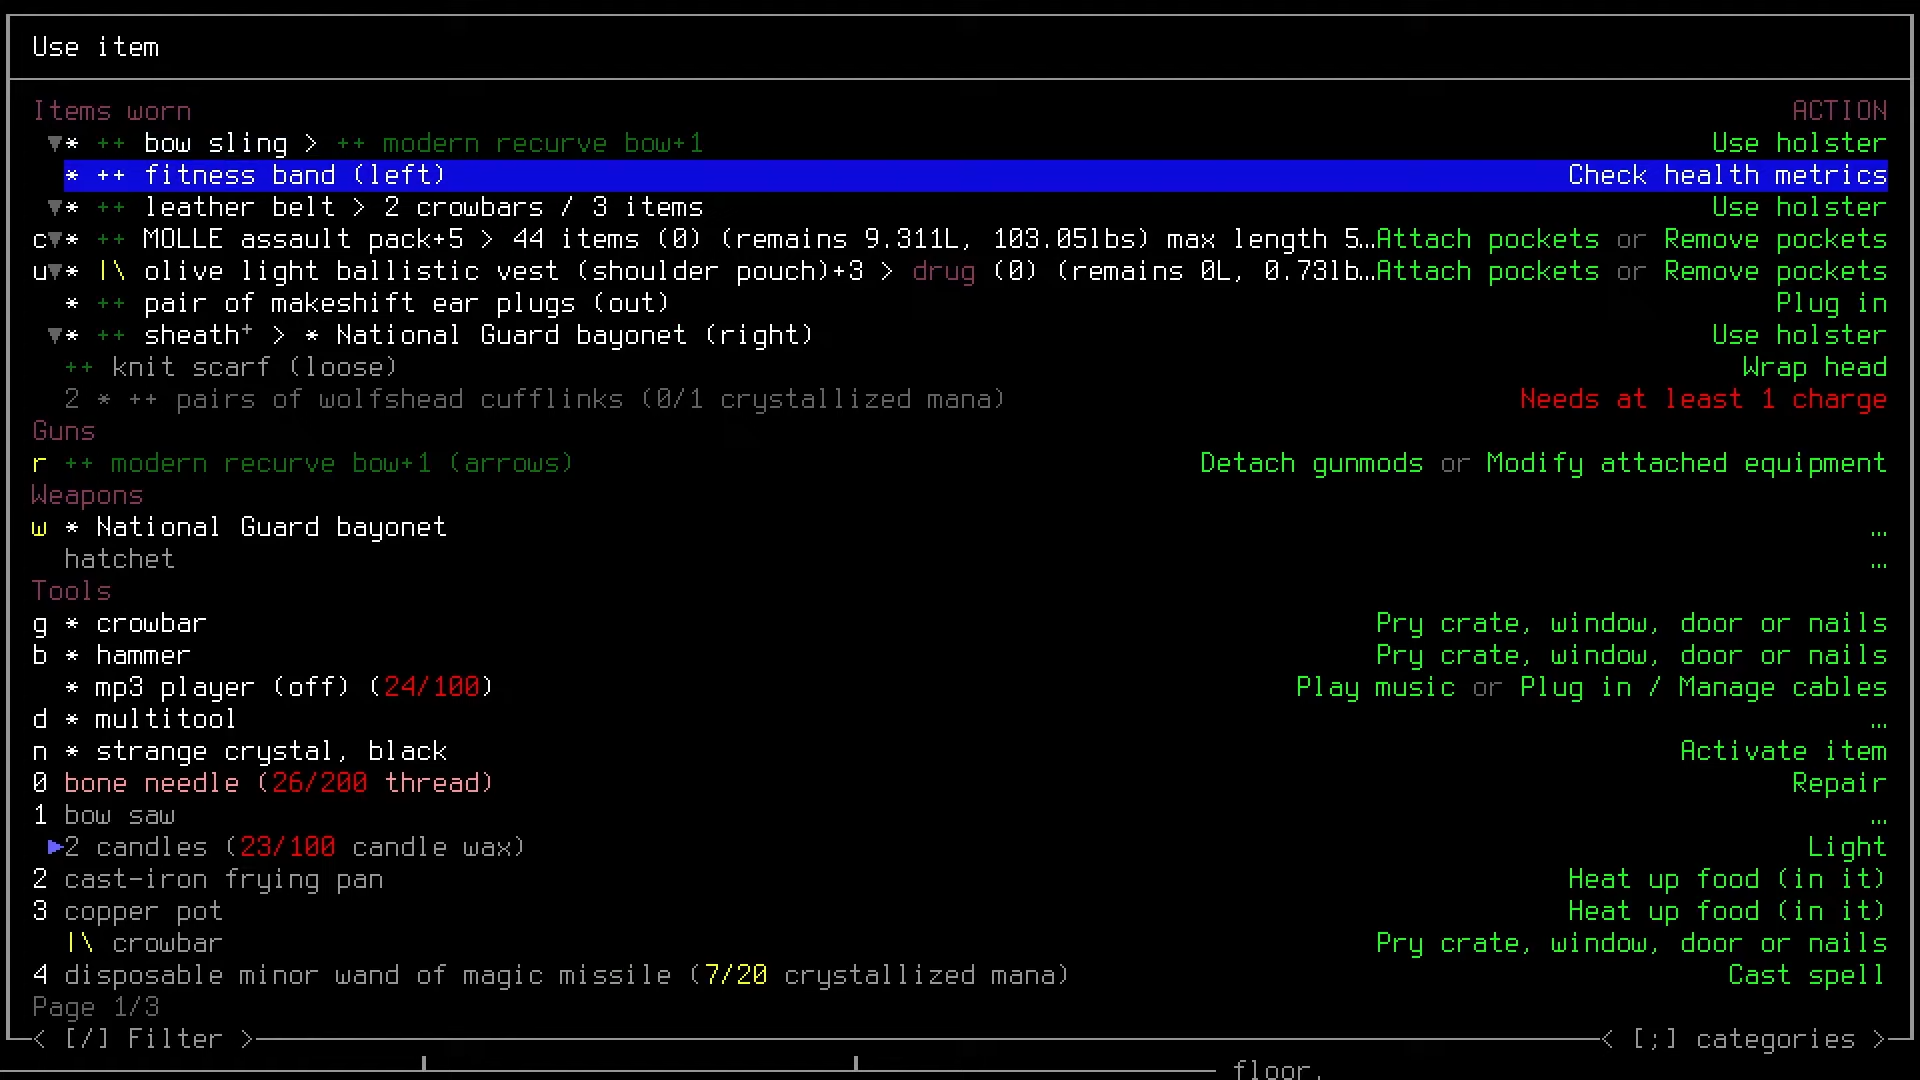 Use item
Items worn ACTION
▼* ++ bow sling > ++ modern recurve bow+1 Use holster
* ++ fitness band (left) Check health metrics
▼* ++ leather belt > 2 crowbars / 3 items Use holster
c▼* ++ MOLLE assault pack+5 > 44 items (0) (remains 9.311L, 103.05lbs) max length 5…Attach pockets or Remove pockets
u▼* |\ olive light ballistic vest (shoulder pouch)+3 > drug (0) (remains 0L, 0.73lb…Attach pockets or Remove pockets
* ++ pair of makeshift ear plugs (out) Plug in
▼* ++ sheath⁺ > * National Guard bayonet (right) Use holster
++ knit scarf (loose) Wrap head
2 * ++ pairs of wolfshead cufflinks (0/1 crystallized mana) Needs at least 1 charge
Guns
r ++ modern recurve bow+1 (arrows) Detach gunmods or Modify attached equipment
Weapons
w * National Guard bayonet …
hatchet …
Tools
g * crowbar Pry crate, window, door or nails
b * hammer Pry crate, window, door or nails
* mp3 player (off) (24/100) Play music or Plug in / Manage cables
d * multitool …
n * strange crystal, black Activate item
0 bone needle (26/200 thread) Repair
1 bow saw …
▶2 candles (23/100 candle wax) Light
2 cast-iron frying pan Heat up food (in it)
3 copper pot Heat up food (in it)
|\ crowbar Pry crate, window, door or nails
4 disposable minor wand of magic missile (7/20 crystallized mana) Cast spell
Page 1/3
< [/] Filter > < [;] categories >
floor.